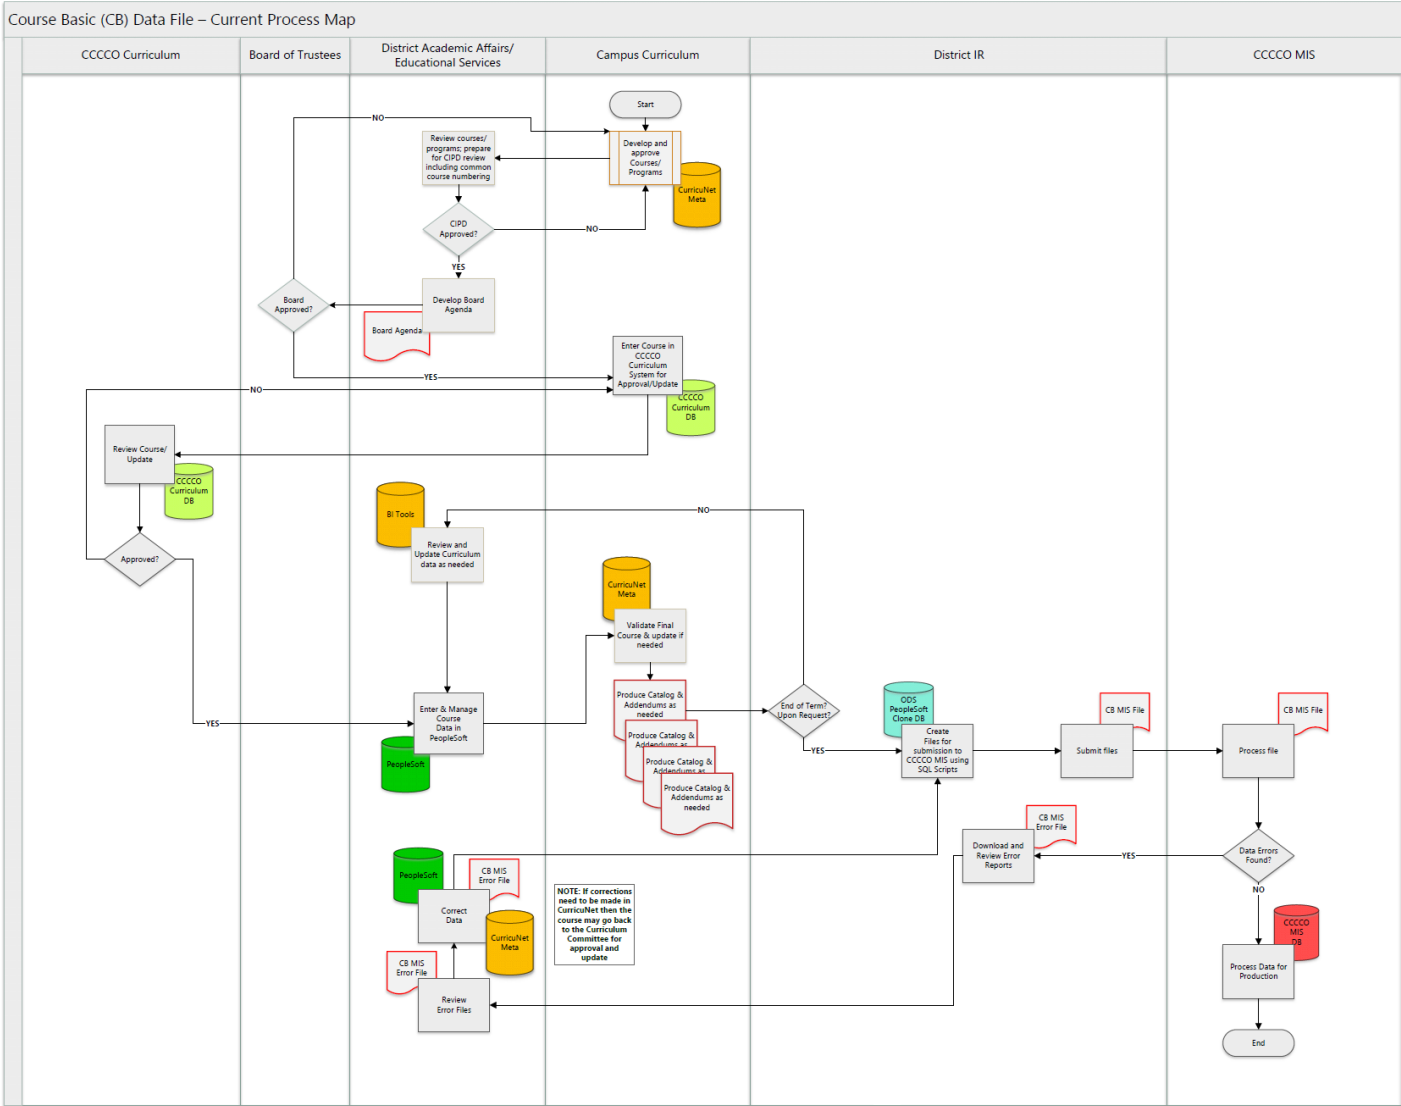 Course Basic (CB) Data File – Current Process Map
CCCCO Curriculum
Board of Trustees
District Academic Affairs/
Educational Services
Campus Curriculum
District IR
CCCCO MIS
Start
NO
Review courses/
programs; prepare
for CIPD review
including common
course numbering
Develop and
approve
Courses/
Programs
CurricuNet
Meta
CIPD
Approved?
NO
YES
Board
Approved?
Develop Board
Agenda
Board Agenda
Enter Course in
CCCCO
Curriculum
System for
Approval/Update
YES
NO
CCCCO
Curriculum
DB
Review Course/
Update
CCCCO
Curriculum
DB
BI Tools
NO
Review and
Update Curriculum
data as needed
Approved?
CurricuNet
Meta
Validate Final
Course & update if
needed
YES
Enter & Manage
Course
Data in
PeopleSoft
PeopleSoft
Produce Catalog &
Addendums as
needed
Produce Catalog &
Addendums as
Produce Catalog &
Addendums as
Produce Catalog &
Addendums as
needed
End of Term?
Upon Request?
YES
ODS
PeopleSoft
Clone DB
Create
Files for
submission to
CCCCO MIS using
SQL Scripts
CB MIS File
Submit files
CB MIS File
Process file
CB MIS
Error File
Download and
Review Error
Reports
YES
Data Errors
Found?
NO
PeopleSoft
CB MIS
Error File
Correct
Data
CurricuNet
Meta
NOTE: If corrections
need to be made in
CurricuNet then the
course may go back
to the Curriculum
Committee for
approval and
update
CB MIS
Error File
Review
Error Files
CCCCO
MIS
DB
Process Data for
Production
End